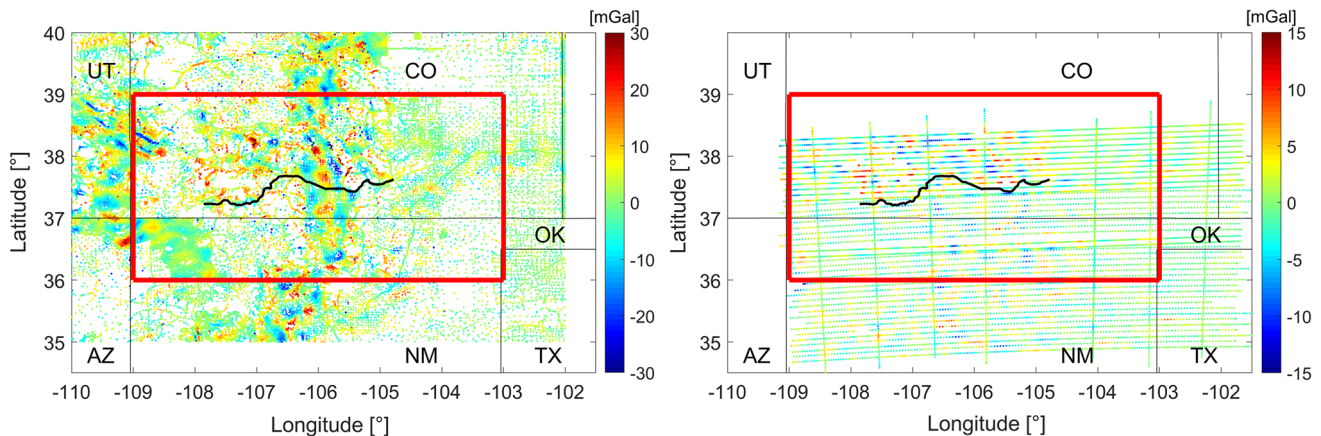 [mGal] [mGal]
40 30 40 15
UT CO UT CO
39 20 39 10
38 10 38 5
Latitude [°] 0 Latitude [°] 0
37 37
OK OK
-10 -5
36 36
-20 -10
35 35
AZ NM TX AZ NM TX
-30 -15
-110 -109 -108 -107 -106 -105 -104 -103 -102 -110 -109 -108 -107 -106 -105 -104 -103 -102
Longitude [°] Longitude [°]